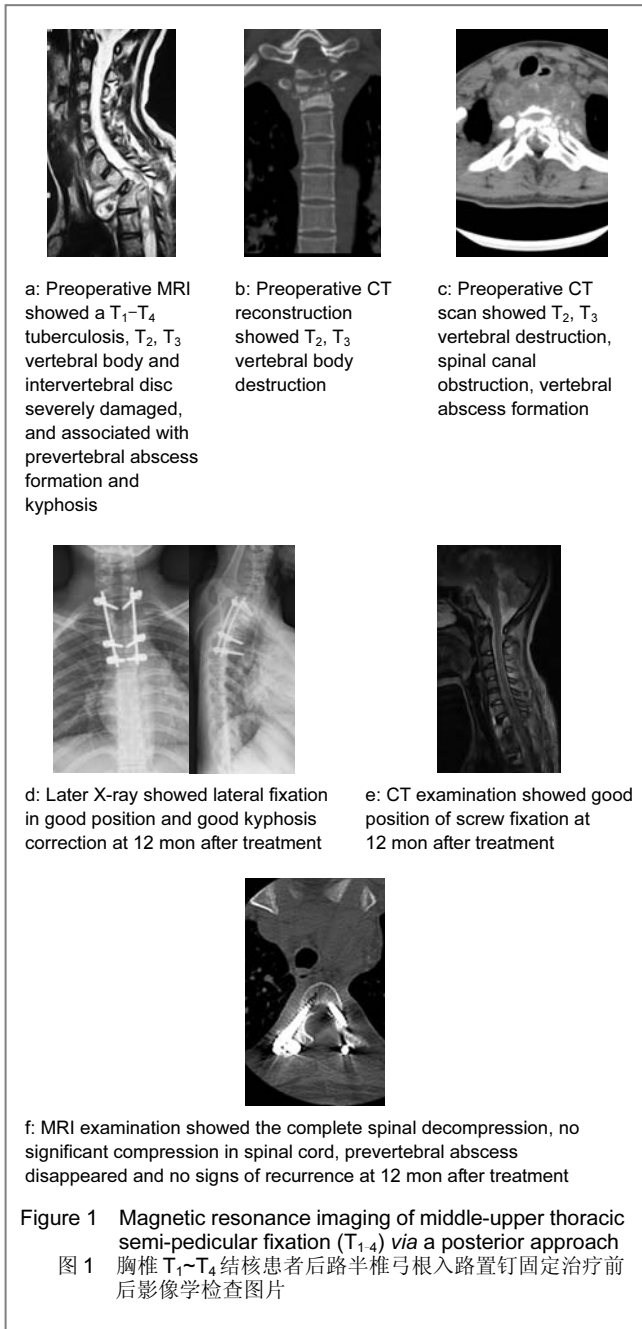 a: Preoperative MRI
showed a T₁−T₄
tuberculosis, T₂, T₃
vertebral body and
intervertebral disc
severely damaged,
and associated with
prevertebral abscess
formation and
kyphosis
b: Preoperative CT
reconstruction
showed T₂, T₃
vertebral body
destruction
c: Preoperative CT
scan showed T₂, T₃
vertebral destruction,
spinal canal
obstruction, vertebral
abscess formation
d: Later X-ray showed lateral fixation
in good position and good kyphosis
correction at 12 mon after treatment
e: CT examination showed good
position of screw fixation at
12 mon after treatment
f: MRI examination showed the complete spinal decompression, no
significant compression in spinal cord, prevertebral abscess
disappeared and no signs of recurrence at 12 mon after treatment
Figure 1 Magnetic resonance imaging of middle-upper thoracic
semi-pedicular fixation (T₁₋₄) via a posterior approach
图 1 胸椎 T₁~T₄ 结核患者后路半椎弓根入路置钉固定治疗前
后影像学检查图片